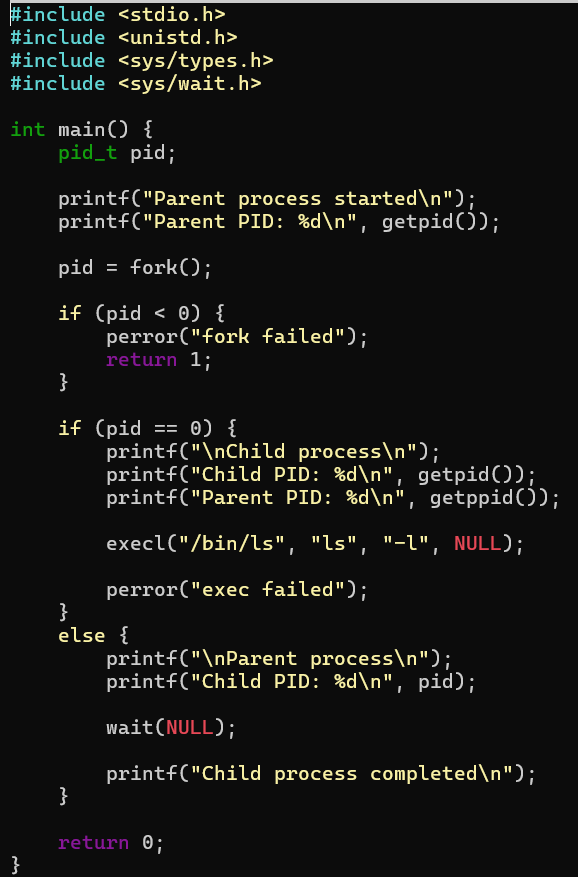 #include <stdio.h>
#include <unistd.h>
#include <sys/types.h>
#include <sys/wait.h>

int main() {
    pid_t pid;

    printf("Parent process started\n");
    printf("Parent PID: %d\n", getpid());

    pid = fork();

    if (pid < 0) {
        perror("fork failed");
        return 1;
    }

    if (pid == 0) {
        printf("\nChild process\n");
        printf("Child PID: %d\n", getpid());
        printf("Parent PID: %d\n", getppid());

        execl("/bin/ls", "ls", "-l", NULL);

        perror("exec failed");
    }
    else {
        printf("\nParent process\n");
        printf("Child PID: %d\n", pid);

        wait(NULL);

        printf("Child process completed\n");
    }

    return 0;
}